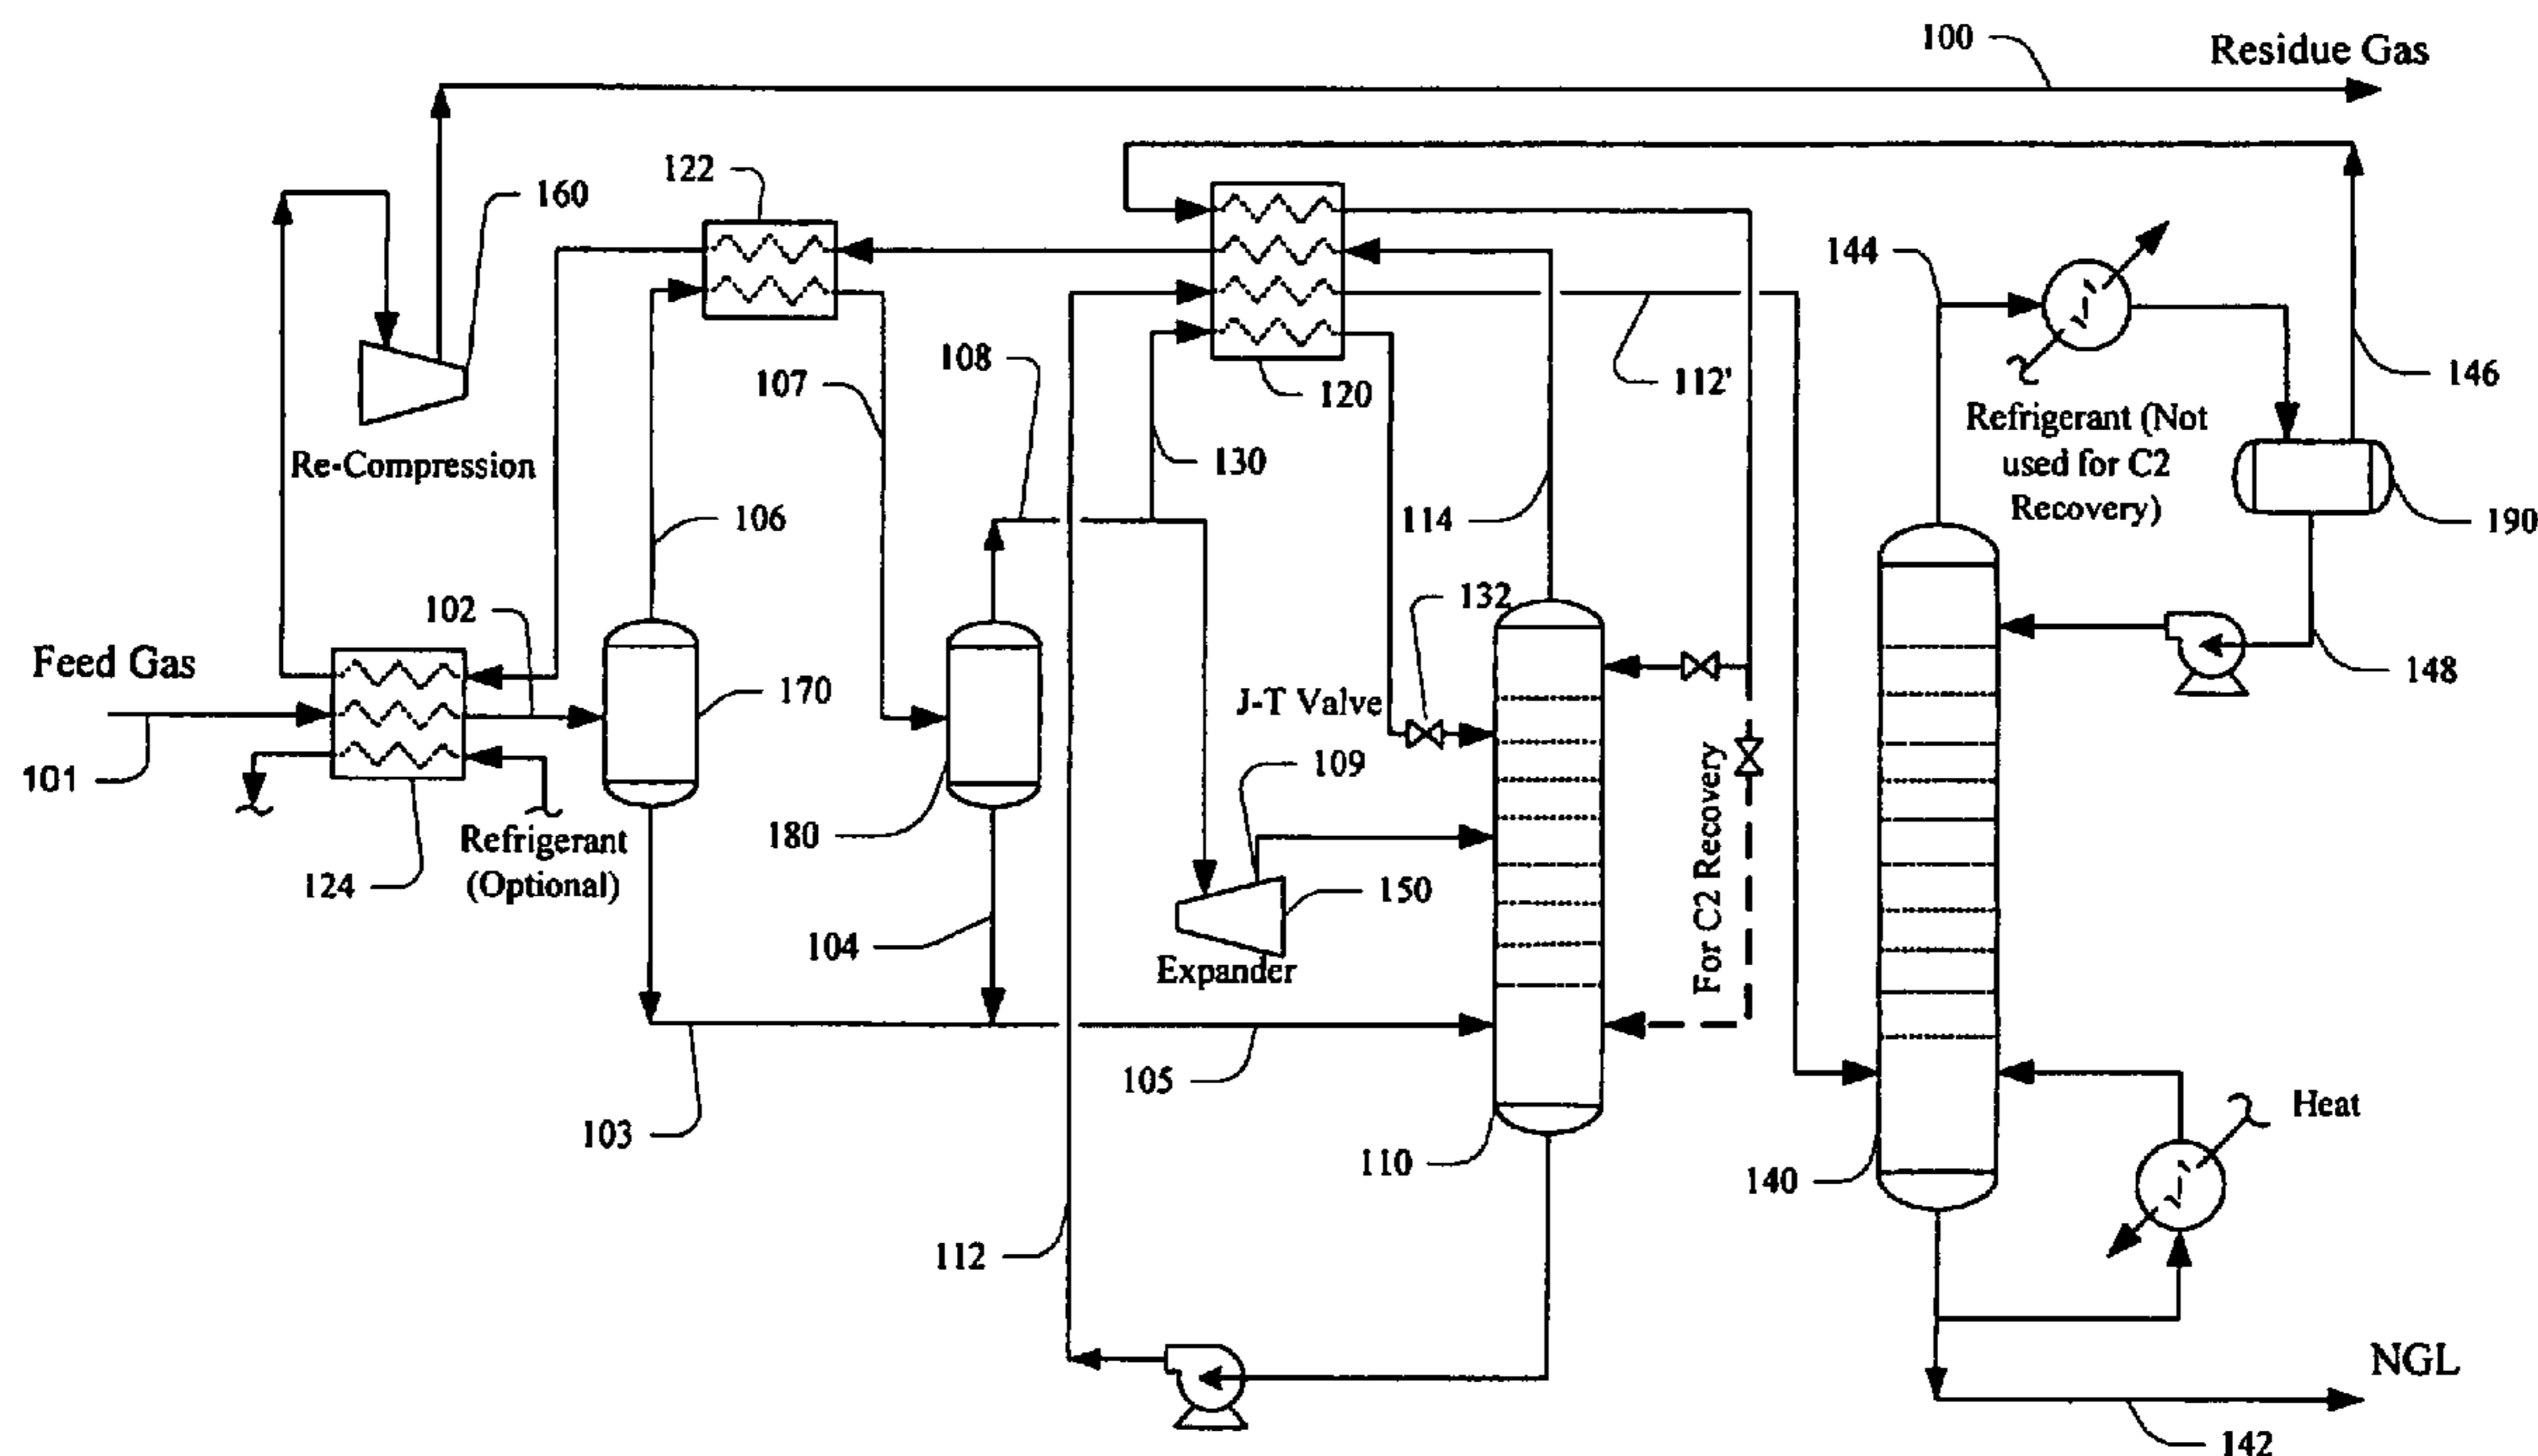 100
Residue Gas
122
160
144
108
107
112'
146
120
Re-Compression
Refrigerant (Not
used for C2
Recovery)
130
106
114
190
102
132
Feed Gas
170
148
J-T Valve
109
101
For C2 Recovery
Refrigerant
(Optional)
180
124
150
104
Expander
105
Heat
103
110
140
112
NGL
142